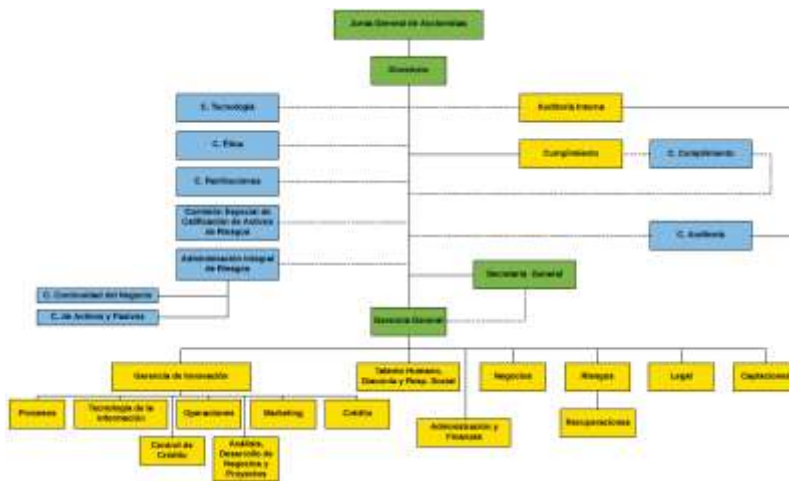 Junta General de Accionistas
Directorio
C. Tecnología
Auditoría Interna
C. Ética
Cumplimiento
C. Cumplimiento
C. Retribuciones
Comisión Especial de
Calificación de Activos
de Riesgos
C. Auditoría
Administración Integral
de Riesgos
Secretaría General
C. Continuidad del Negocio
C. de Activos y Pasivos
Gerencia General
Gerencia de Innovación
Talento Humano,
y Resp. Social
Negocios
Riesgos
Legal
Captaciones
Procesos
Tecnología de la
Información
Operaciones
Marketing
Crédito
Administración y
Finanzas
Recuperaciones
Control de
Crédito
Análisis,
Desarrollo de
Negocios y
Proyectos